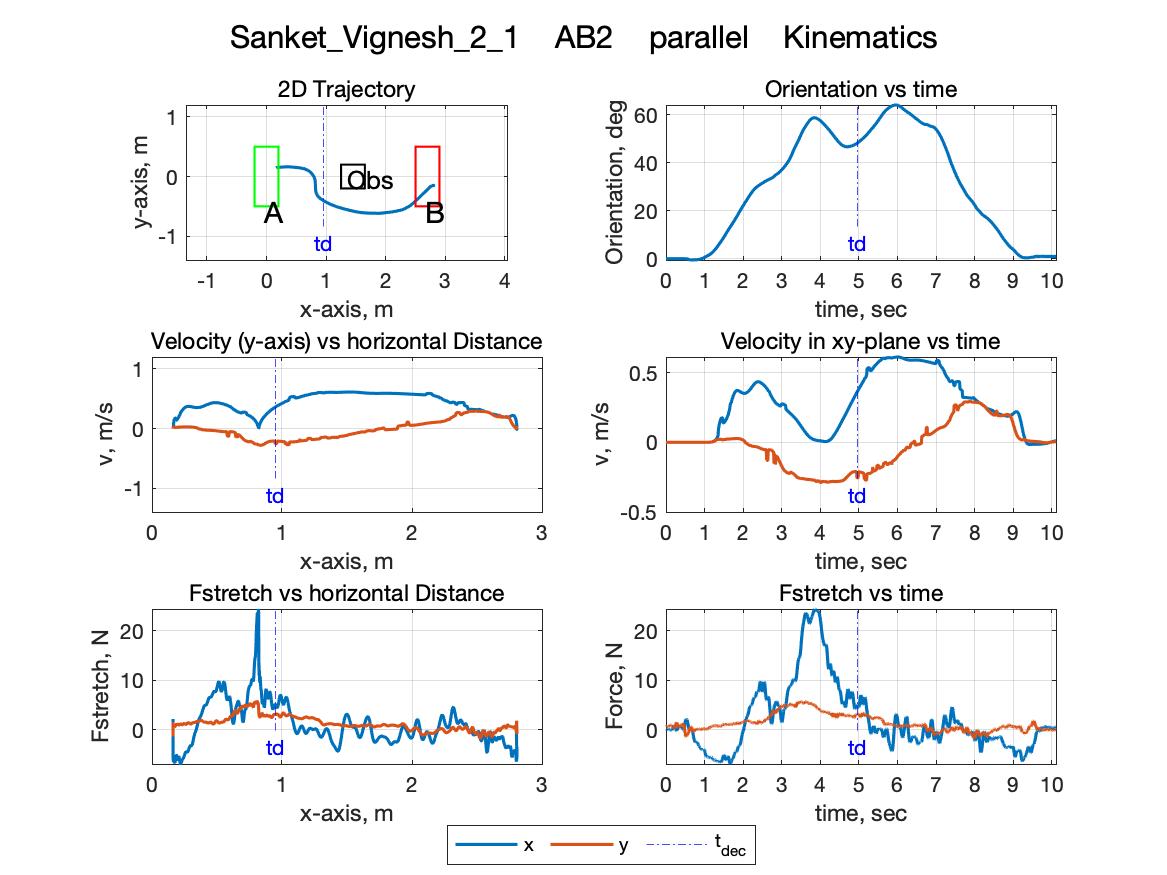 Sanket_Vignesh_2_1 AB2 parallel Kinematics
2D Trajectory
y-axis, m
1
0
-1
A
Obs
B
td
-1 0 1 2 3 4
x-axis, m
Orientation vs time
Orientation, deg
60
40
20
0
td
0 1 2 3 4 5 6 7 8 9 10
time, sec
Velocity (y-axis) vs horizontal Distance
v, m/s
1
0
-1
td
0 1 2 3
x-axis, m
Velocity in xy-plane vs time
v, m/s
0.5
0
-0.5
td
0 1 2 3 4 5 6 7 8 9 10
time, sec
Fstretch vs horizontal Distance
Fstretch, N
20
10
0
td
0 1 2 3
x-axis, m
Fstretch vs time
Force, N
20
10
0
td
0 1 2 3 4 5 6 7 8 9 10
time, sec
x y t_dec